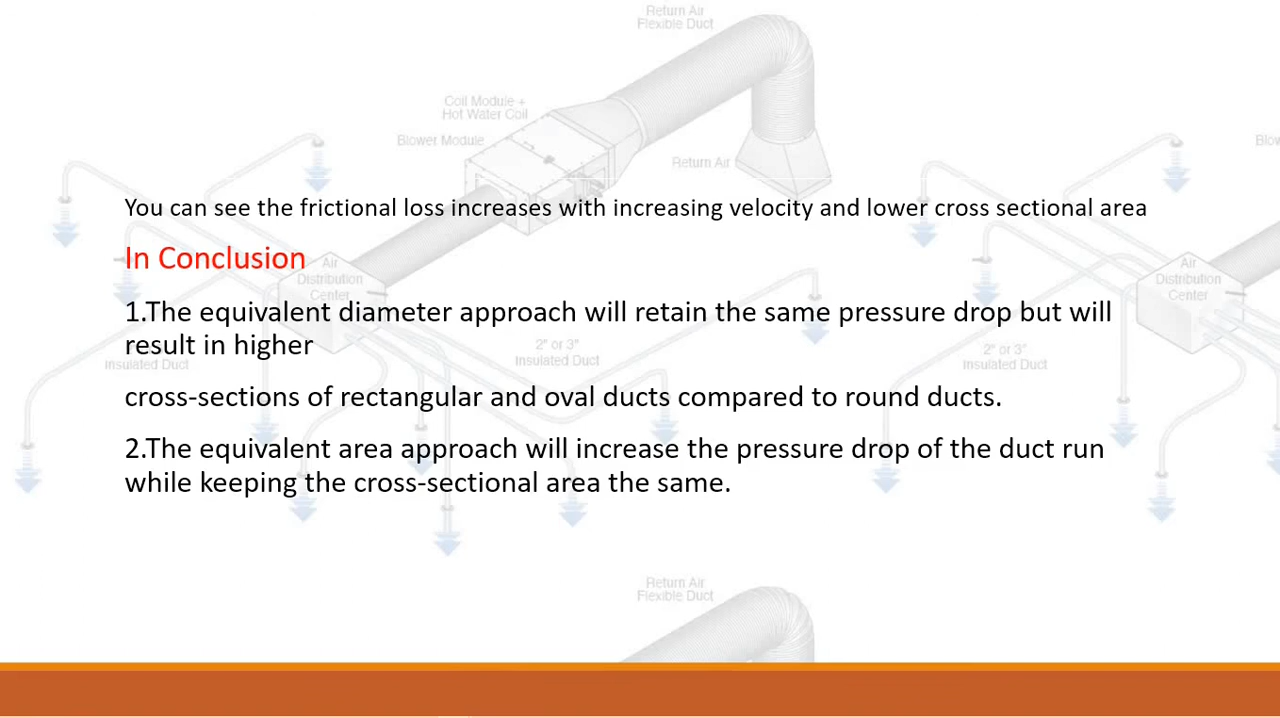 Return Air
Flexible Duct
Coil Module +
Hot Water Coil
Blower Module
Return Air
Blow
You can see the frictional loss increases with increasing velocity and lower cross sectional area
In Conclusion
Air
Distribution
Center
Air
Distribution
Center
1.The equivalent diameter approach will retain the same pressure drop but will
result in higher
2" or 3"
Insulated Duct
Insulated Duct
2" or 3"
Insulated Duct
cross-sections of rectangular and oval ducts compared to round ducts.
2.The equivalent area approach will increase the pressure drop of the duct run
while keeping the cross-sectional area the same.
Return Air
Flexible Duct